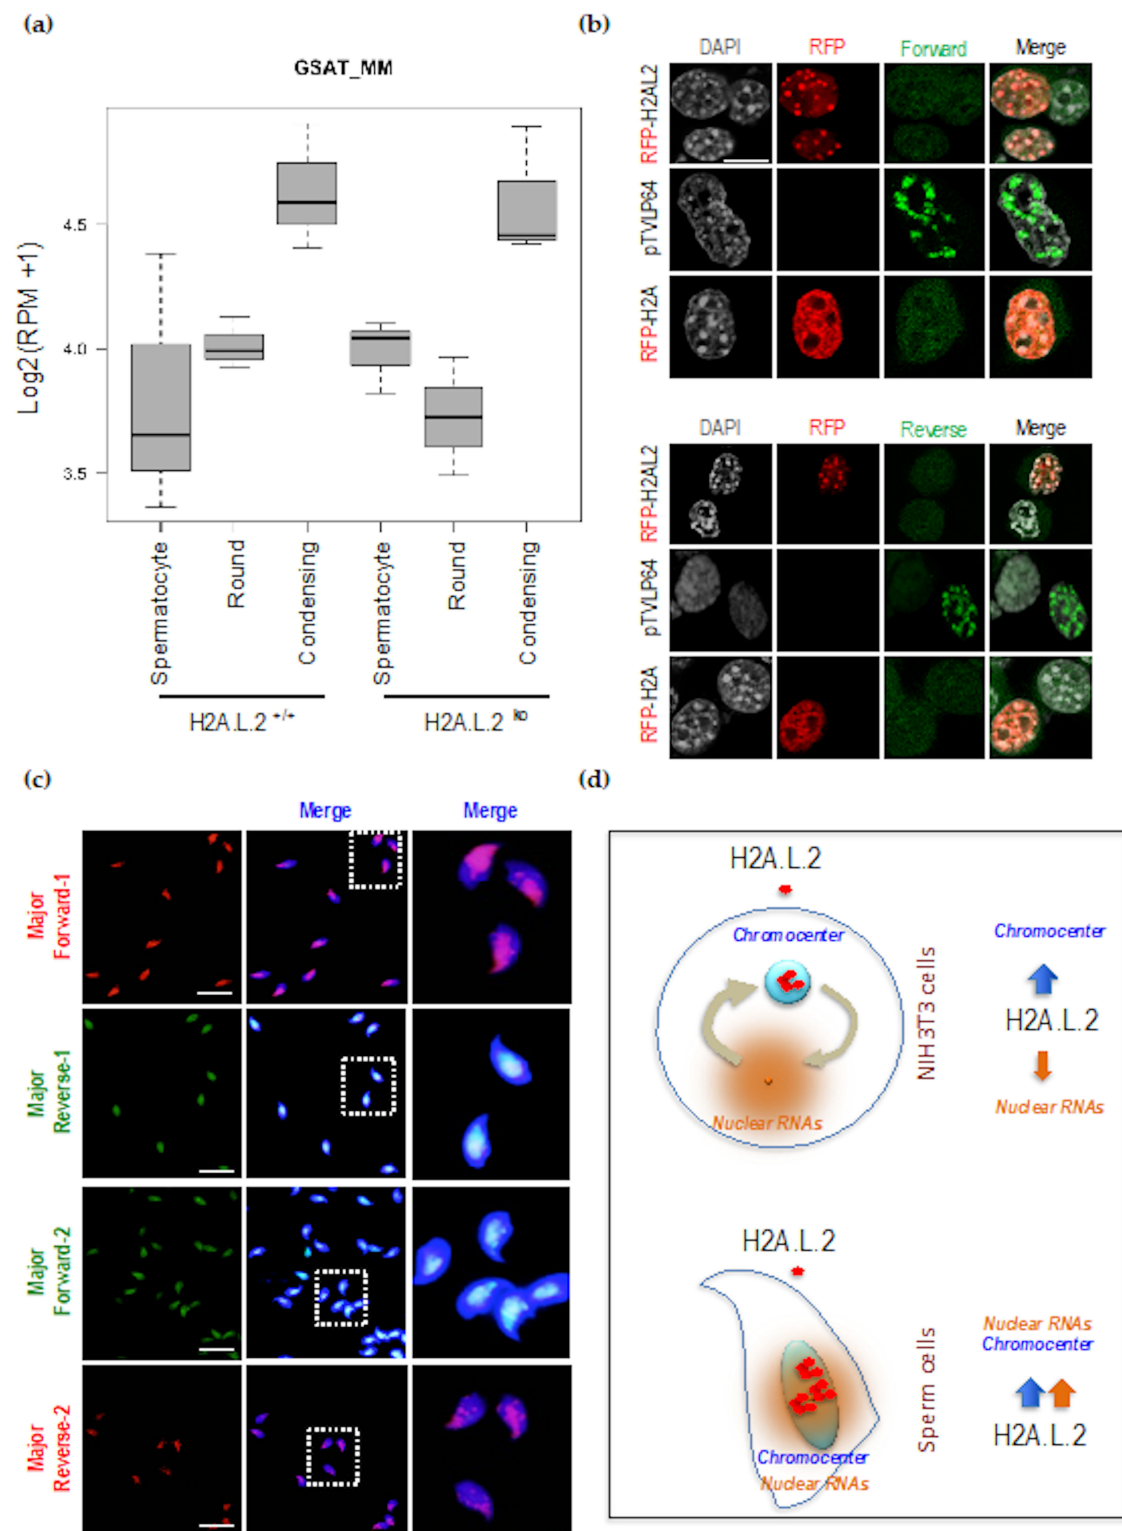 (a)
GSAT_MM
Log2(RPM +1)
4.5
4.0
3.5
Spermatocyte
Round
Condensing
Spermatocyte
Round
Condensing
H2A.L.2 +/+
H2A.L.2 ko
(b)
DAPI RFP Forward Merge
RFP-H2AL2
pTVLP64
RFP-H2A
DAPI RFP Reverse Merge
RFP-H2AL2
pTVLP64
RFP-H2A
(c)
Merge Merge
Major
Forward-1
Major
Reverse-1
Major
Forward-2
Major
Reverse-2
(d)
H2A.L.2
Chromocenter
Nuclear RNAs
NIH3T3 cells
Chromocenter
H2A.L.2
Nuclear RNAs
H2A.L.2
Chromocenter
Nuclear RNAs
Sperm cells
Nuclear RNAs
Chromocenter
H2A.L.2